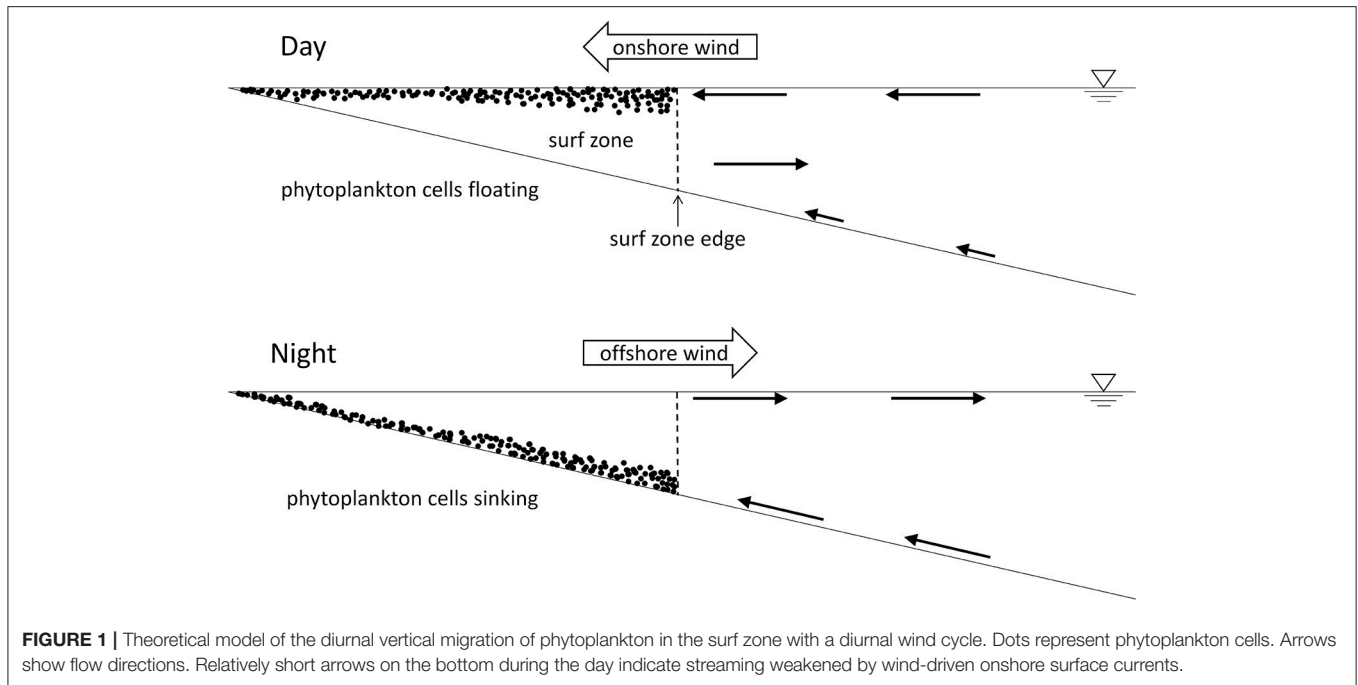 Day
onshore wind
surf zone
phytoplankton cells floating
surf zone edge
Night
offshore wind
phytoplankton cells sinking
FIGURE 1 | Theoretical model of the diurnal vertical migration of phytoplankton in the surf zone with a diurnal wind cycle. Dots represent phytoplankton cells. Arrows
show flow directions. Relatively short arrows on the bottom during the day indicate streaming weakened by wind-driven onshore surface currents.